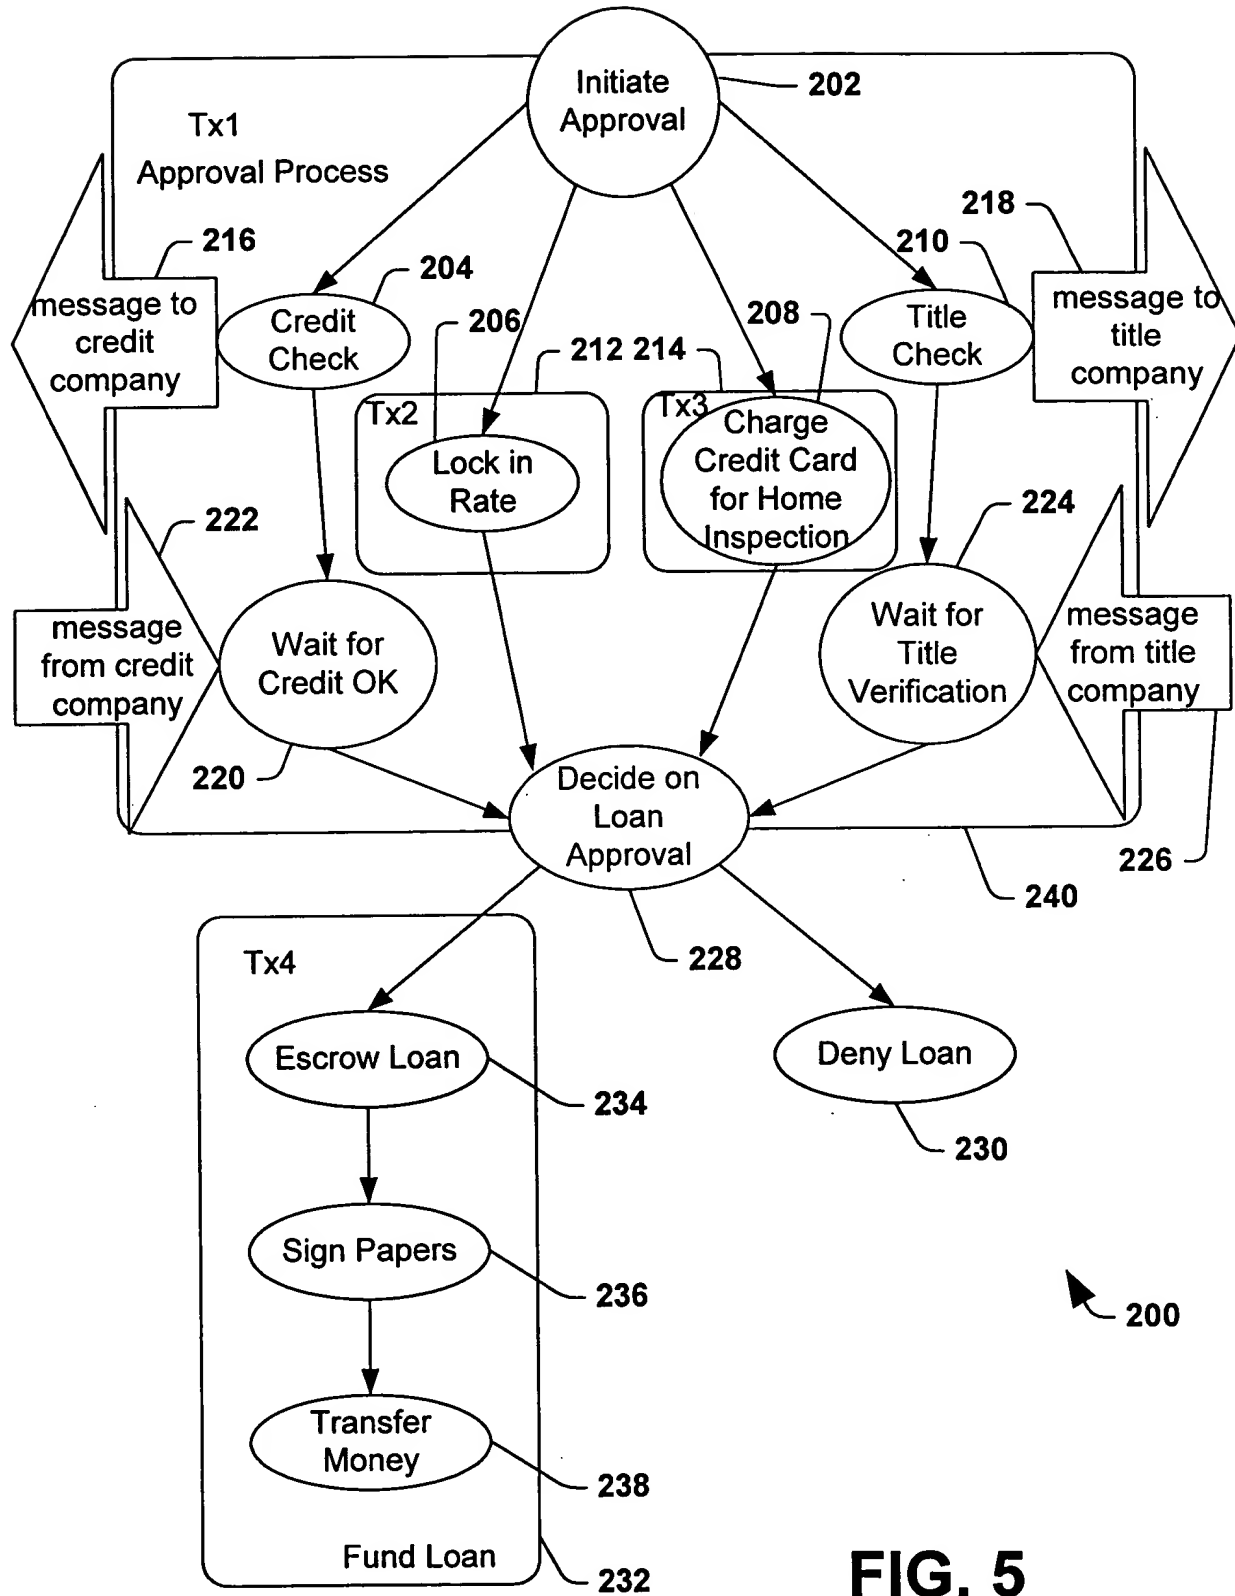 Initiate
Approval
202
Tx1
Approval Process
218
216
210
204
message to
credit
company
Credit
Check
206
208
Title
Check
message to
title
company
212
214
Tx2
Lock in
Rate
Tx3
Charge
Credit Card
for Home
Inspection
222
224
message
from credit
company
Wait for
Credit OK
Wait for
Title
Verification
message
from title
company
220
Decide on
Loan
Approval
226
240
228
Tx4
Escrow Loan
234
Deny Loan
230
Sign Papers
236
200
Transfer
Money
238
Fund Loan
232
FIG. 5